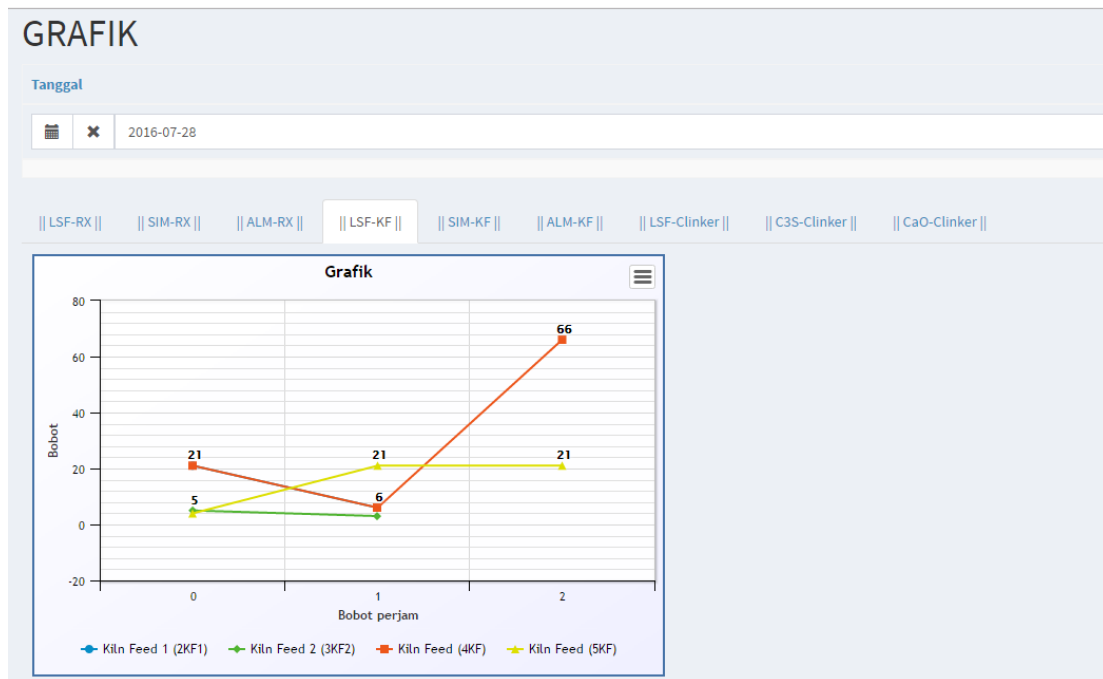 GRAFIK
Tanggal
2016-07-28
|| LSF-RX || || SIM-RX || || ALM-RX || || LSF-KF || || SIM-KF || || ALM-KF || || LSF-Clinker || || C3S-Clinker || || CaO-Clinker ||
Grafik
80
66
60
40
Bobot
21 21 21
20
5 6
0
-20
0 1 2
Bobot perjam
Kiln Feed 1 (2KF1) Kiln Feed 2 (3KF2) Kiln Feed (4KF) Kiln Feed (5KF)